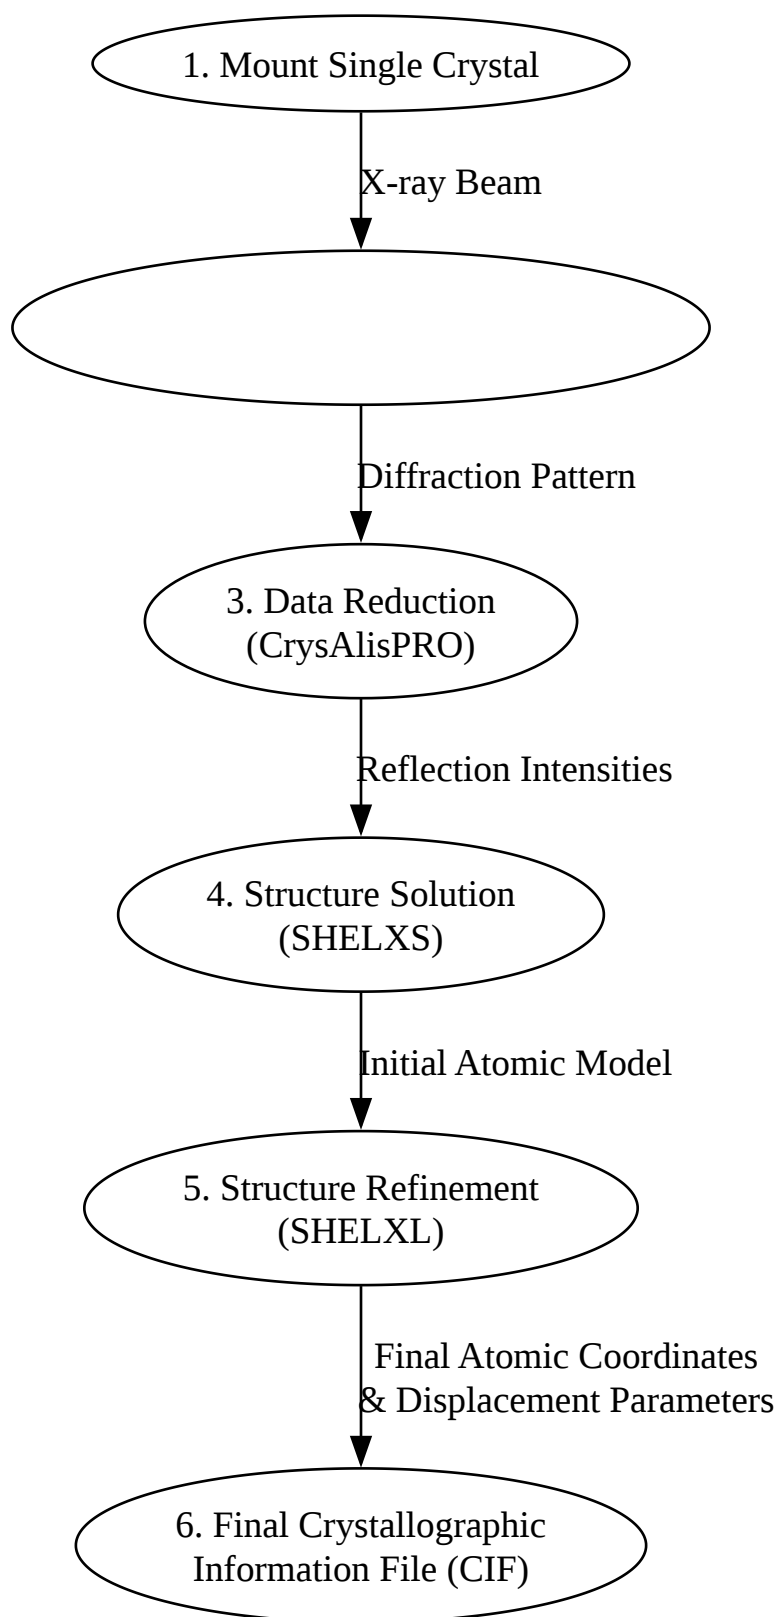 1. Mount Single Crystal
X-ray Beam
Diffraction Pattern
3. Data Reduction
(CrysAlisPRO)
Reflection Intensities
4. Structure Solution
(SHELXS)
Initial Atomic Model
5. Structure Refinement
(SHELXL)
Final Atomic Coordinates
& Displacement Parameters
6. Final Crystallographic
Information File (CIF)